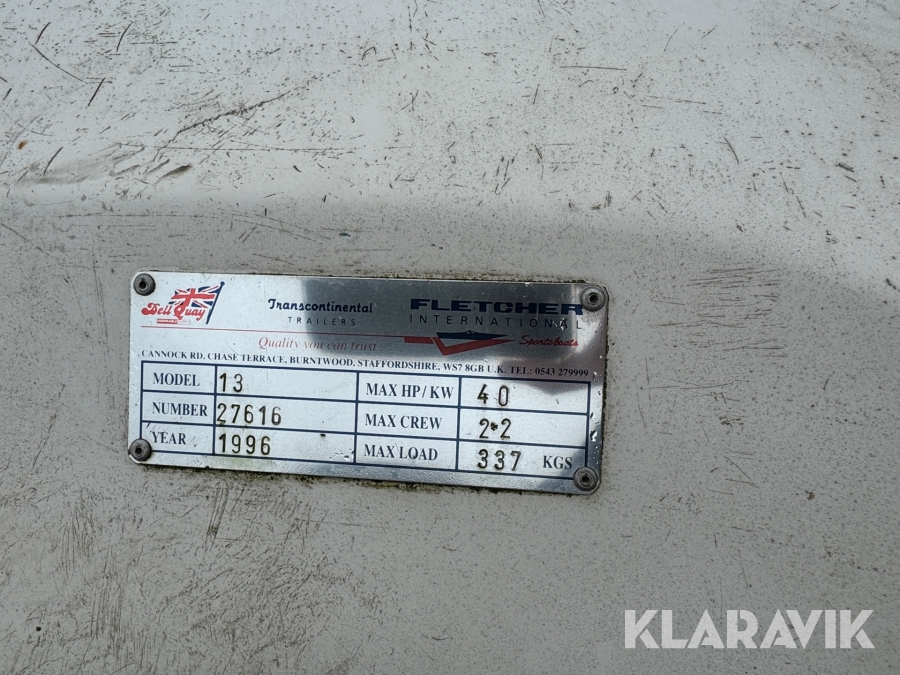 Dell Quay
Transcontinental
TRAILERS
FLETCHER
INTERNATIONAL
Sportsboats
Quality you can trust
CANNOCK RD, CHASE TERRACE, BURNTWOOD, STAFFORDSHIRE, WS7 8GB U.K. TEL: 0543 279999
MODEL 13 MAX HP/KW 40
NUMBER 27616 MAX CREW 2*2
YEAR 1996 MAX LOAD 337 KGS
KLARAVIK